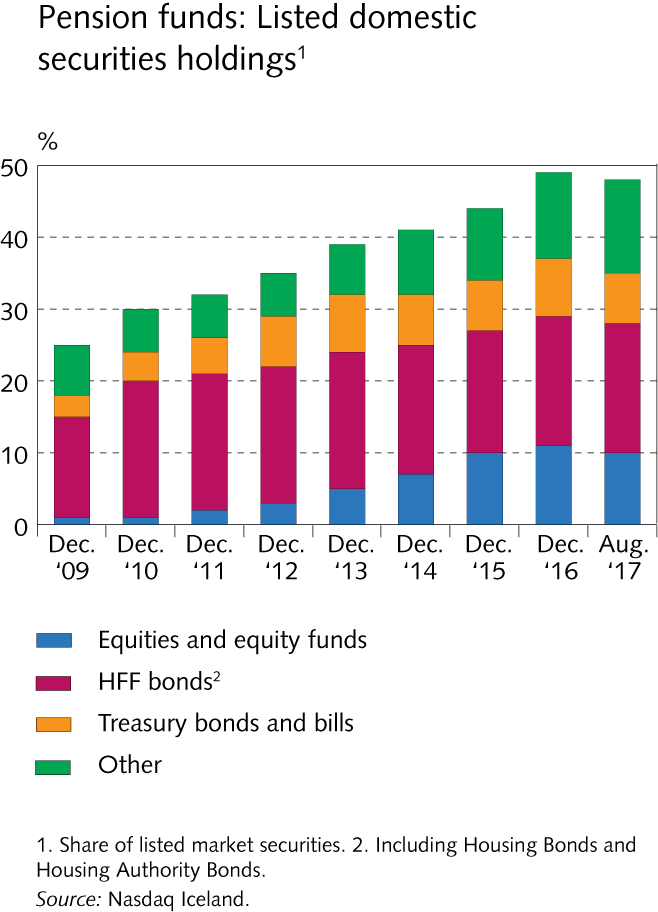 Pension funds: Listed domestic
securities holdings¹
%
50
40
30
20
10
0
Dec. Dec. Dec. Dec. Dec. Dec. Dec. Dec. Aug.
‘09 ‘10 ‘11 ‘12 ‘13 ‘14 ‘15 ‘16 ‘17
Equities and equity funds
HFF bonds²
Treasury bonds and bills
Other
1. Share of listed market securities. 2. Including Housing Bonds and
Housing Authority Bonds.
Source: Nasdaq Iceland.